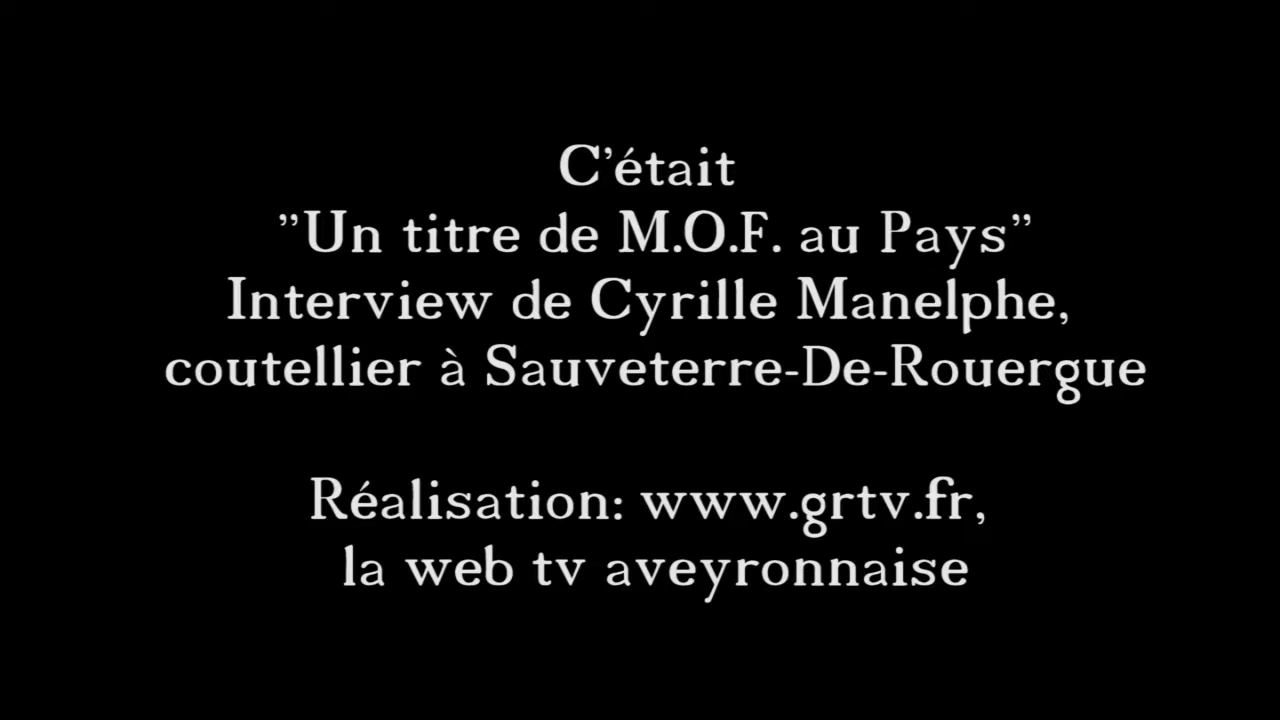 C'était
"Un titre de M.O.F. au Pays"
Interview de Cyrille Manelphe,
coutellier à Sauveterre-De-Rouergue
Réalisation: www.grtv.fr,
la web tv aveyronnaise